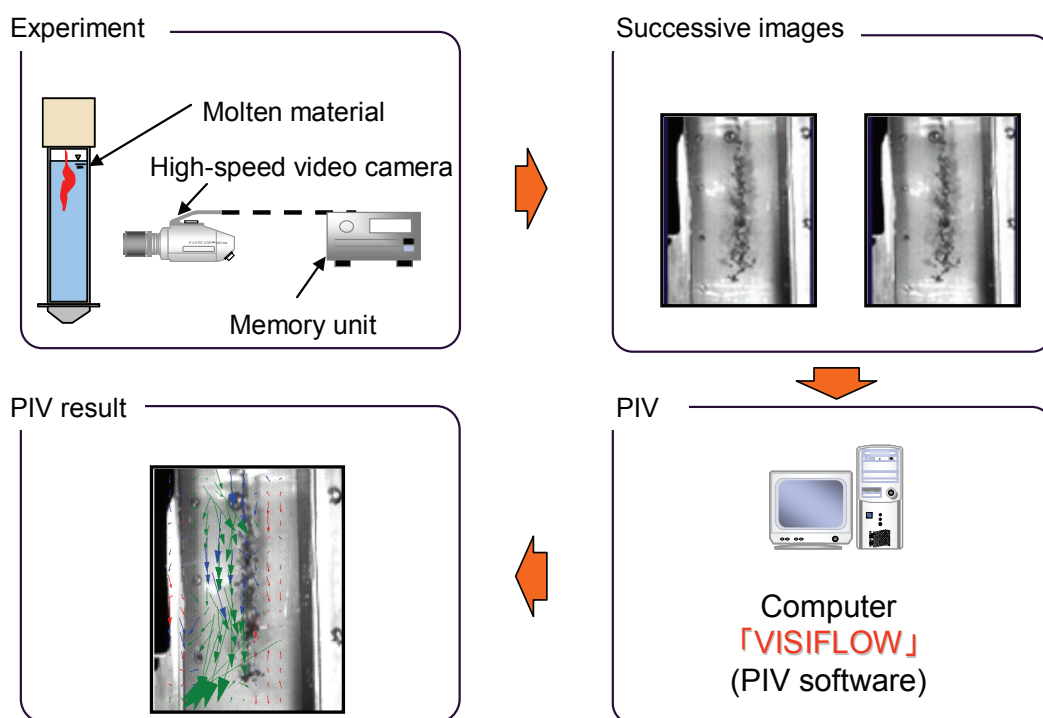 Experiment
Molten material
High-speed video camera
Memory unit
Successive images
PIV result
PIV
Computer
「VISIFLOW」
(PIV software)